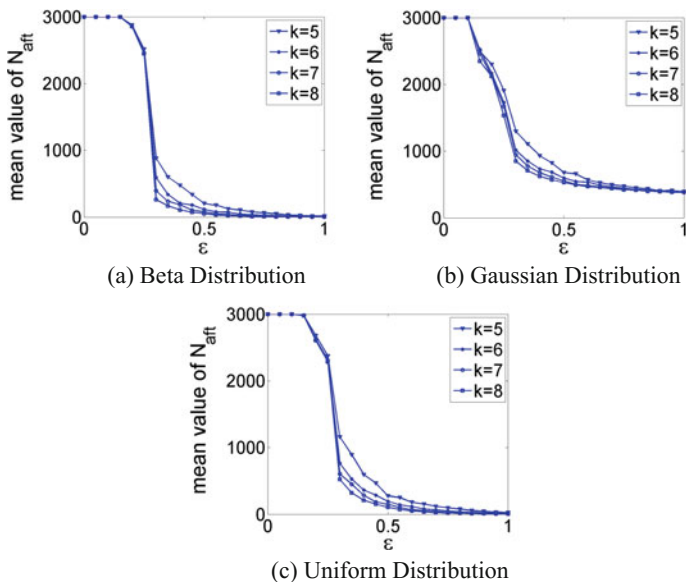 3000
2000
1000
0
0
0.5
1
mean value of N_aft
ε
k=5
k=6
k=7
k=8
(a) Beta Distribution
4000
3000
2000
1000
0
0
0.5
1
mean value of N_aft
ε
k=5
k=6
k=7
k=8
(b) Gaussian Distribution
3000
2000
1000
0
0
0.5
1
mean value of N_aft
ε
k=5
k=6
k=7
k=8
(c) Uniform Distribution